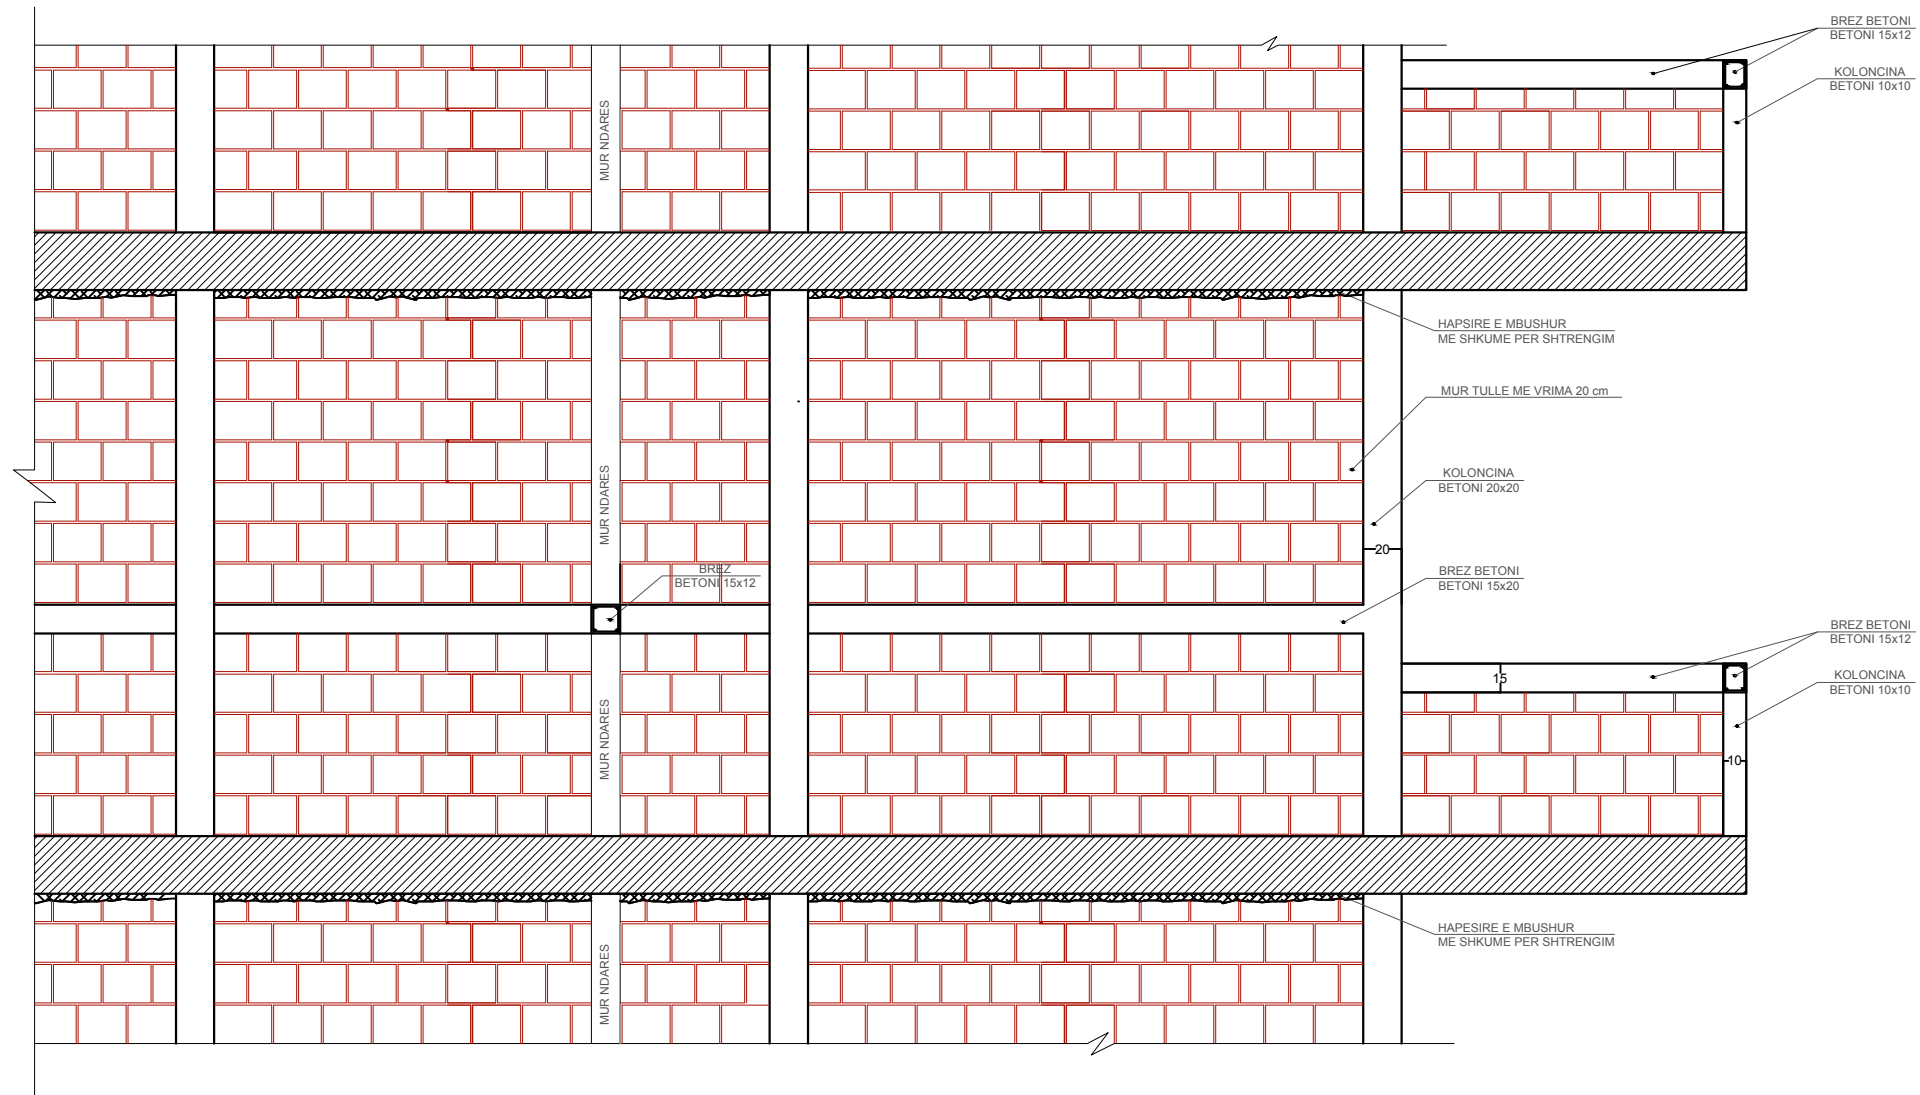 BREZ BETONI
BETONI 15x12
KOLONCINA
BETONI 10x10
MUR NDARES
HAPSIRE E MBUSHUR
ME SHKUME PER SHTRENGIM
MUR TULLE ME VRIMA 20 cm
KOLONCINA
BETONI 20x20
MUR NDARES
20
BREZ
BETONI 15x12
BREZ BETONI
BETONI 15x20
BREZ BETONI
BETONI 15x12
15
KOLONCINA
BETONI 10x10
MUR NDARES
10
HAPESIRE E MBUSHUR
ME SHKUME PER SHTRENGIM
MUR NDARES